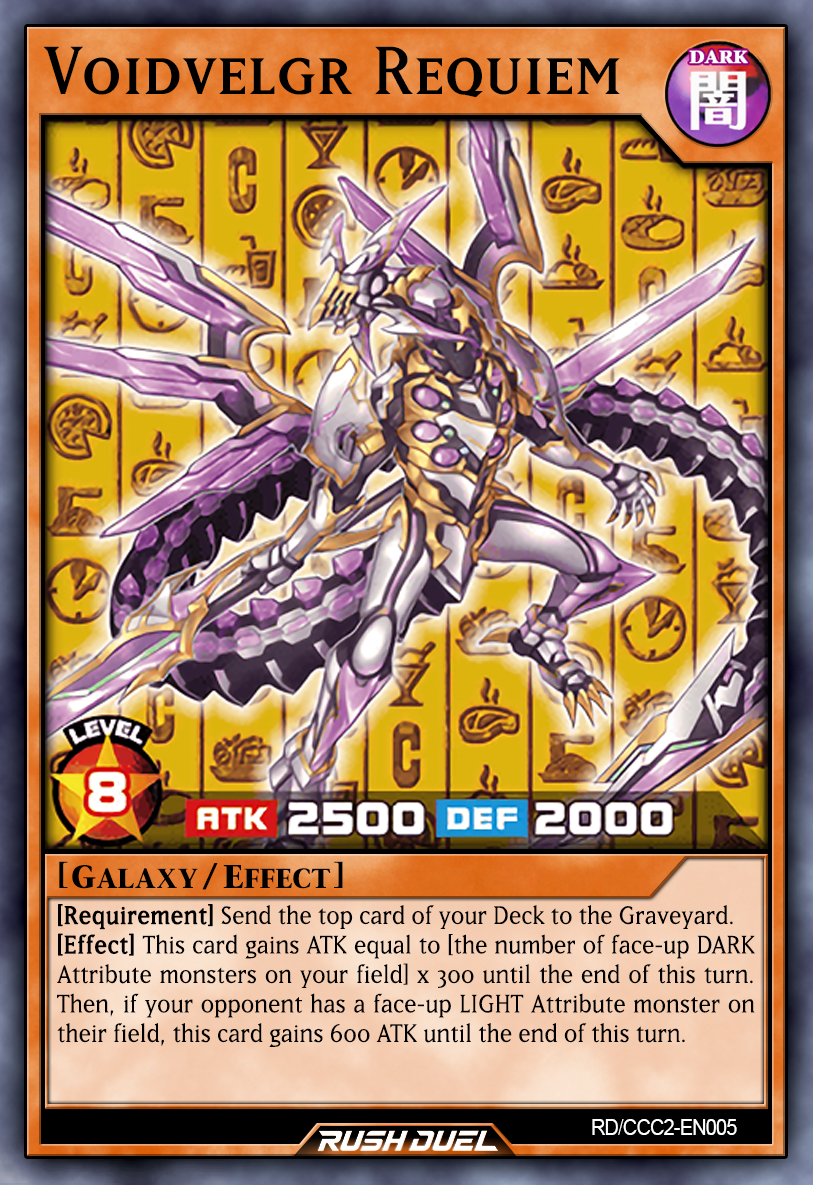 Voidvelgr Requiem
DARK
闇
LEVEL
8
ATK 2500 DEF 2000
[Galaxy/Effect]
[Requirement] Send the top card of your Deck to the Graveyard.
[Effect] This card gains ATK equal to [the number of face-up DARK
Attribute monsters on your field] x 300 until the end of this turn.
Then, if your opponent has a face-up LIGHT Attribute monster on
their field, this card gains 600 ATK until the end of this turn.
RUSH DUEL
RD/CCC2-EN005